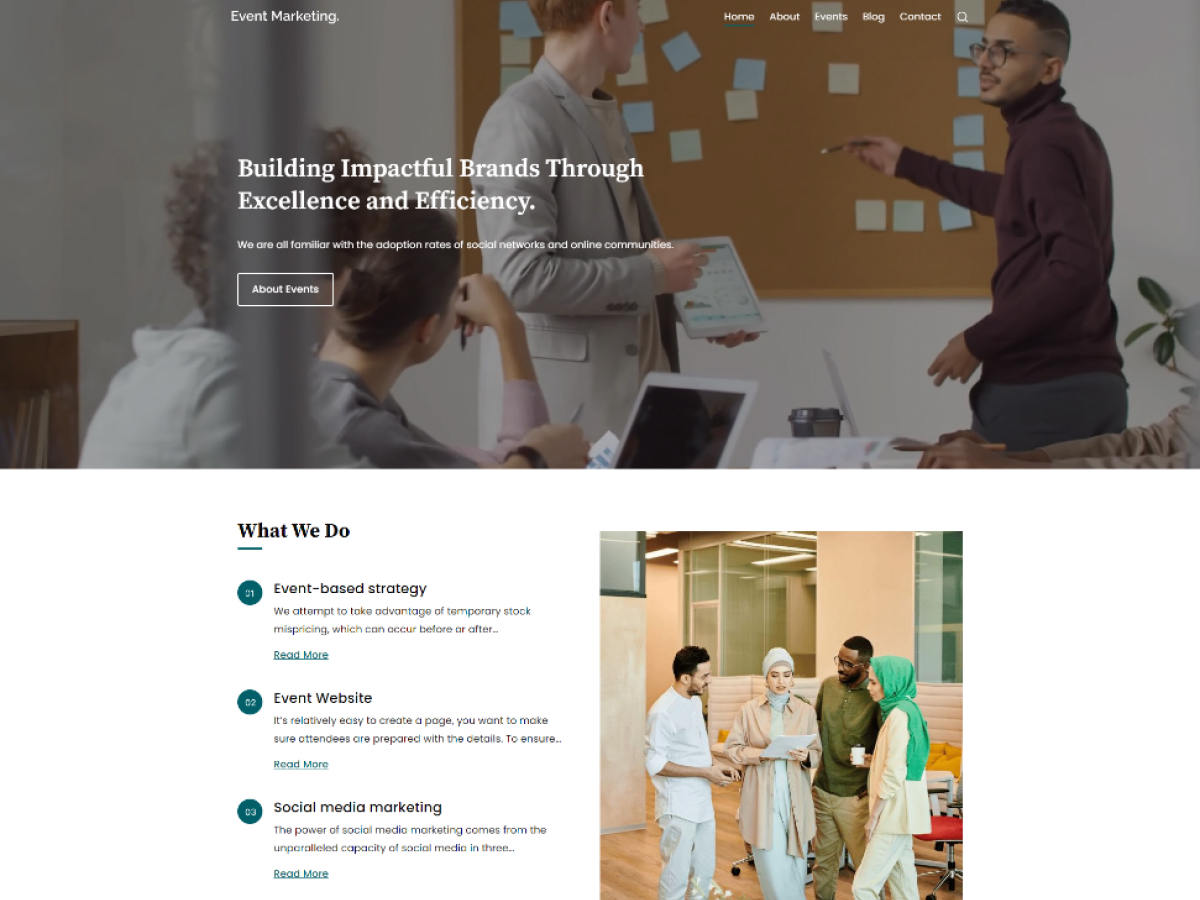 Event Marketing.
Home About Events Blog Contact
Building Impactful Brands Through
Excellence and Efficiency.
We are all familiar with the adoption rates of social networks and online communities.
About Events
What We Do
01
Event-based strategy
We attempt to take advantage of temporary stock
mispricing, which can occur before or after...
Read More
02
Event Website
It's relatively easy to create a page, you want to make
sure attendees are prepared with the details. To ensure...
Read More
03
Social media marketing
The power of social media marketing comes from the
unparalleled capacity of social media in three...
Read More